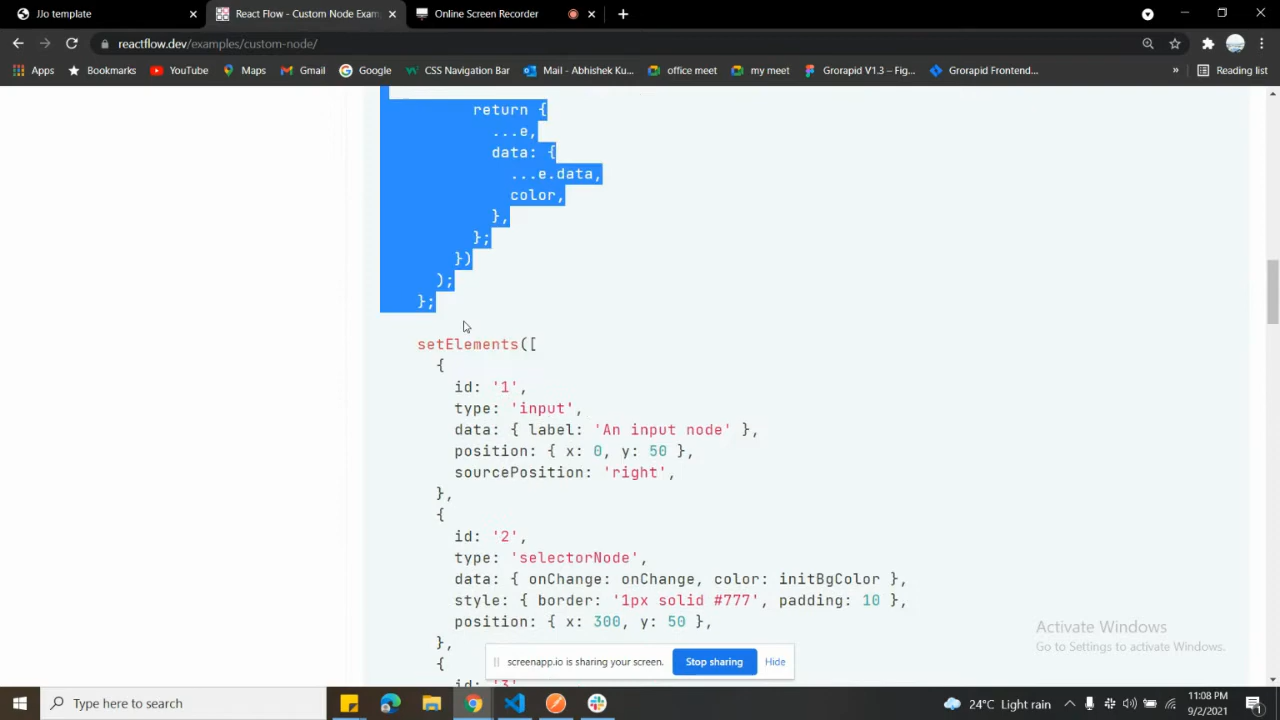 JJo template
React Flow - Custom Node Exam
Online Screen Recorder
reactflow.dev/examples/custom-node/
Apps
Bookmarks
YouTube
Maps
Gmail
Google
CSS Navigation Bar
Mail - Abhishek Ku...
office meet
my meet
Grorapid V1.3 – Fig...
Grorapid Frontend...
»
Reading list
return {
...e,
data: {
...e.data,
color,
},
};
})
);
};
setElements([
{
id: '1',
type: 'input',
data: { label: 'An input node' },
position: { x: 0, y: 50 },
sourcePosition: 'right',
},
{
id: '2',
type: 'selectorNode',
data: { onChange: onChange, color: initBgColor },
style: { border: '1px solid #777', padding: 10 },
position: { x: 300, y: 50 },
},
{
Activate Windows
Go to Settings to activate Windows.
screenapp.io is sharing your screen.
Stop sharing
Hide
id: '3'
Type here to search
24°C Light rain
11:08 PM
9/2/2021
1